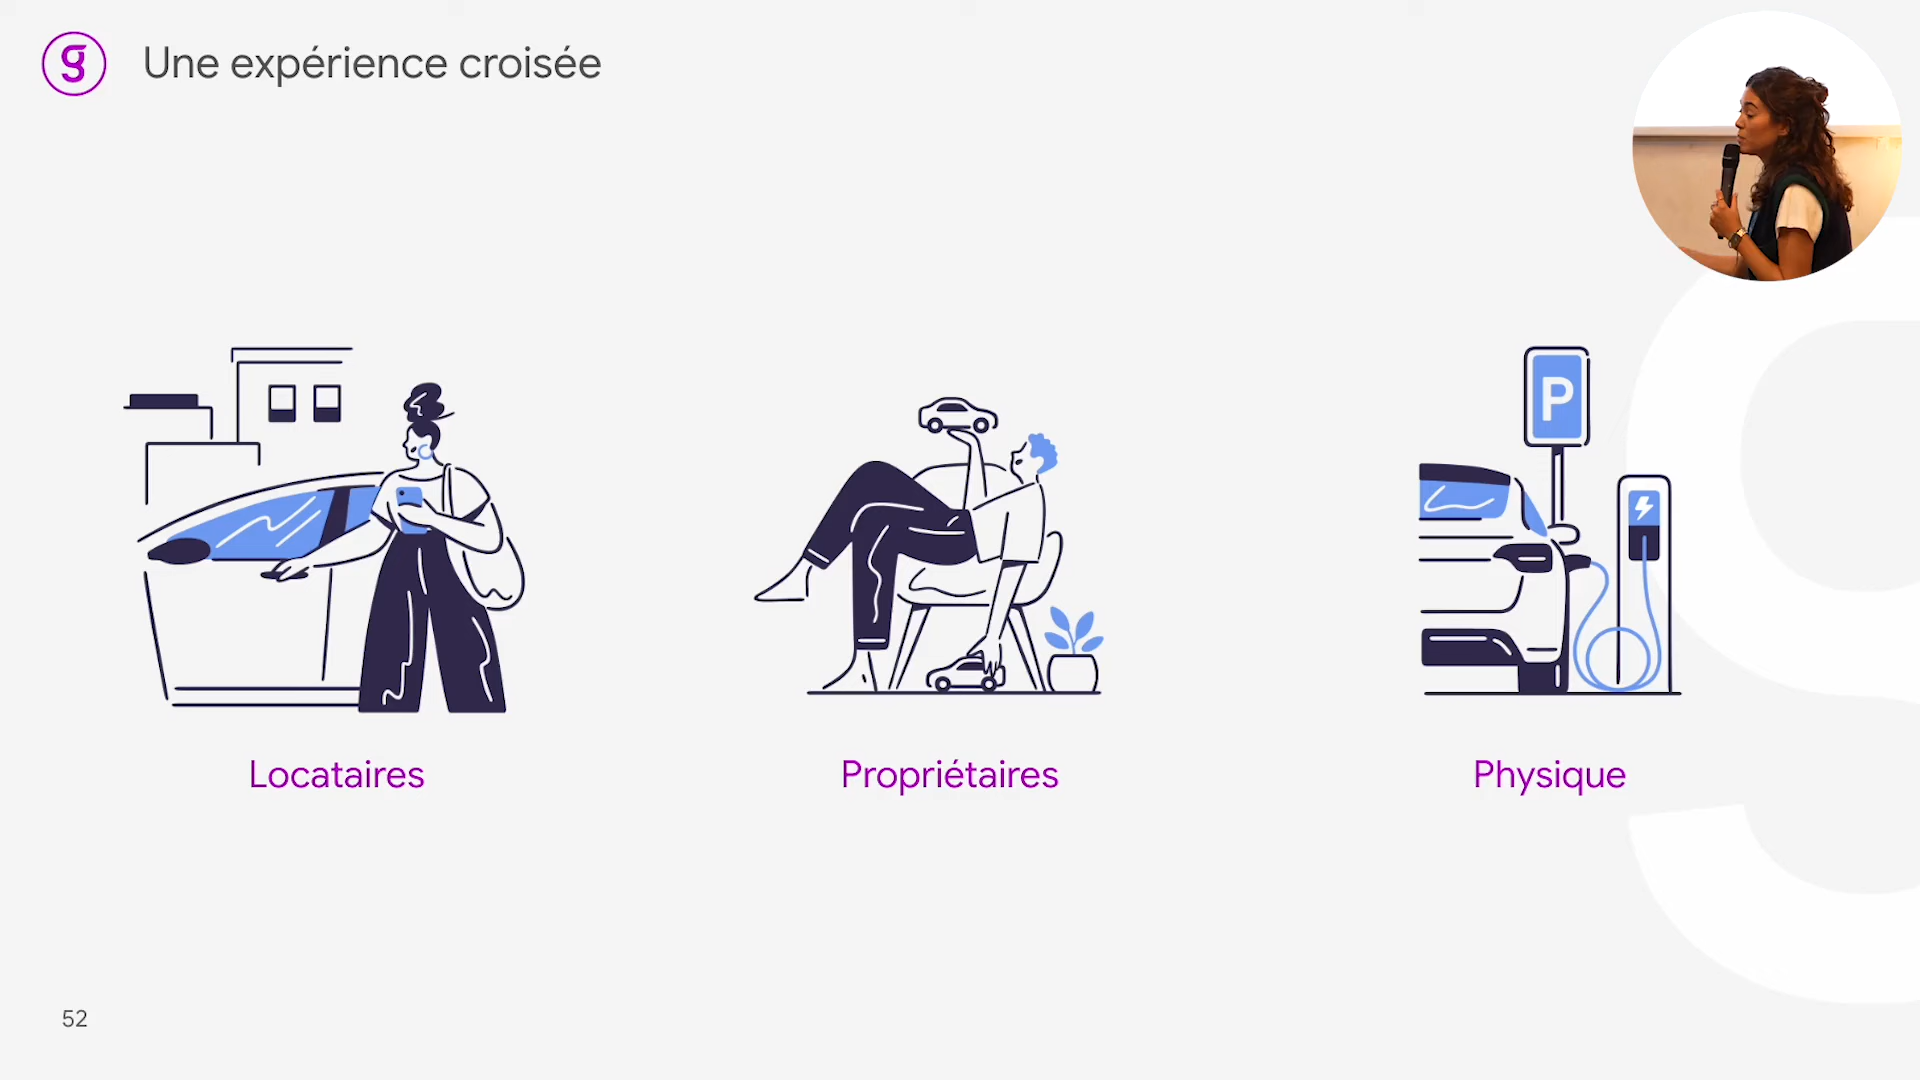 g
Une expérience croisée
P
Locataires
Propriétaires
Physique
52